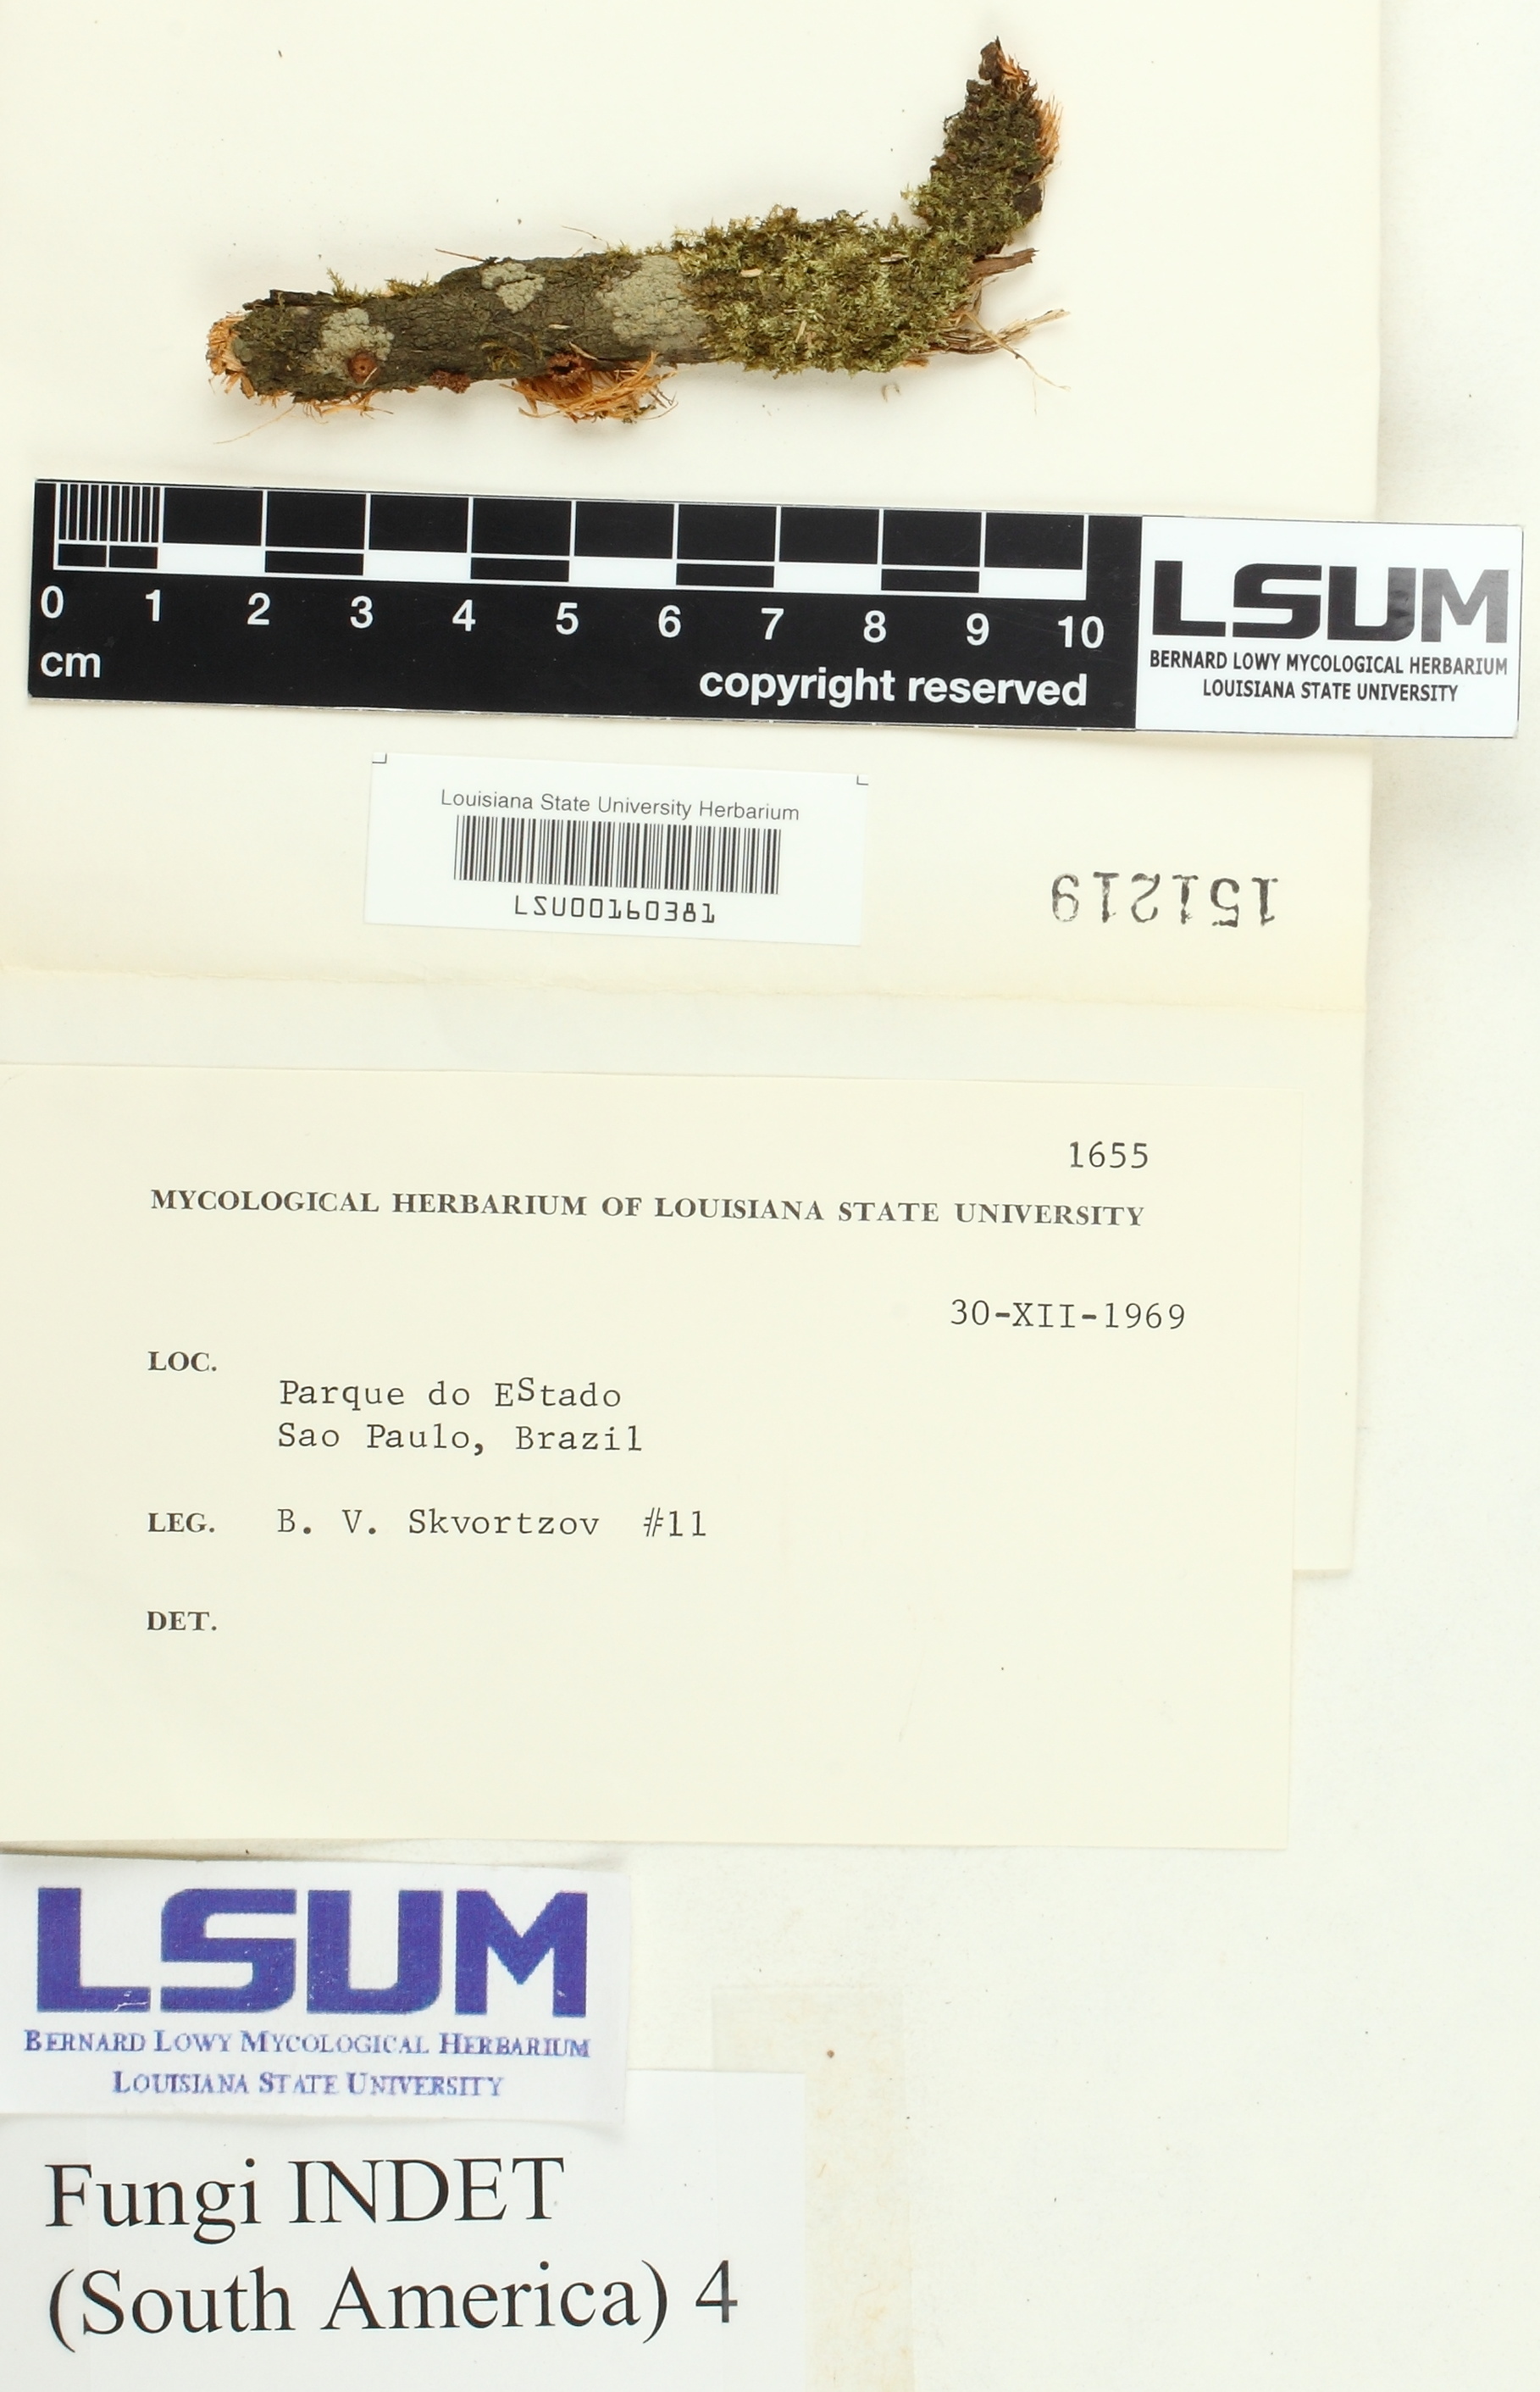 0 1 2 3 4 5 6 7 8 9 10
cm
copyright reserved
LSUM
BERNARD LOWY MYCOLOGICAL HERBARIUM
LOUISIANA STATE UNIVERSITY
Louisiana State University Herbarium
LSU00160381
151219
1655
MYCOLOGICAL HERBARIUM OF LOUISIANA STATE UNIVERSITY
30-XII-1969
LOC.
Parque do EStado
Sao Paulo, Brazil
LEG. B. V. Skvortzov #11
DET.
LSUM
BERNARD LOWY MYCOLOGICAL HERBARIUM
LOUISIANA STATE UNIVERSITY
Fungi INDET
(South America) 4